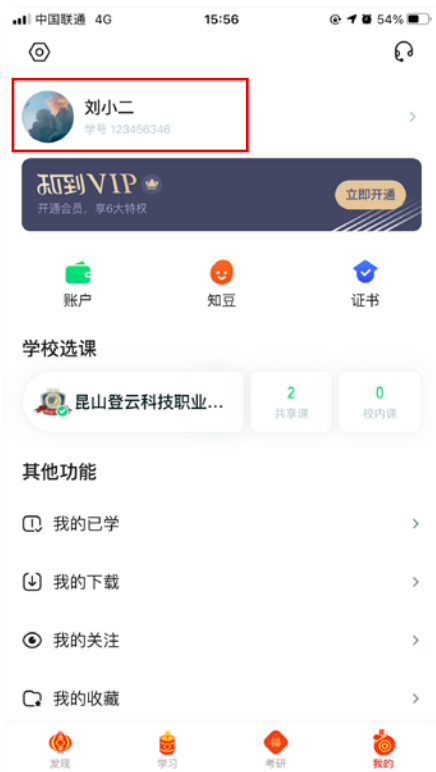 中国联通 4G 15:56 54%
刘小二
学号 123456346
知到VIP
立即开通
开通会员，享6大特权
账户 知豆 证书
学校选课
昆山登云科技职业... 2 0
共享课 校内课
其他功能
我的已学
我的下载
我的关注
我的收藏
发现 学习 考研 我的